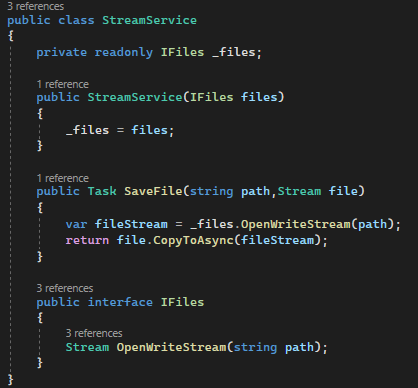 3 references
public class StreamService
{
private readonly IFiles _files;
1 reference
public StreamService(IFiles files)
{
_files = files;
}
1 reference
public Task SaveFile(string path,Stream file)
{
var fileStream = _files.OpenWriteStream(path);
return file.CopyToAsync(fileStream);
}
3 references
public interface IFiles
{
3 references
Stream OpenWriteStream(string path);
}
}